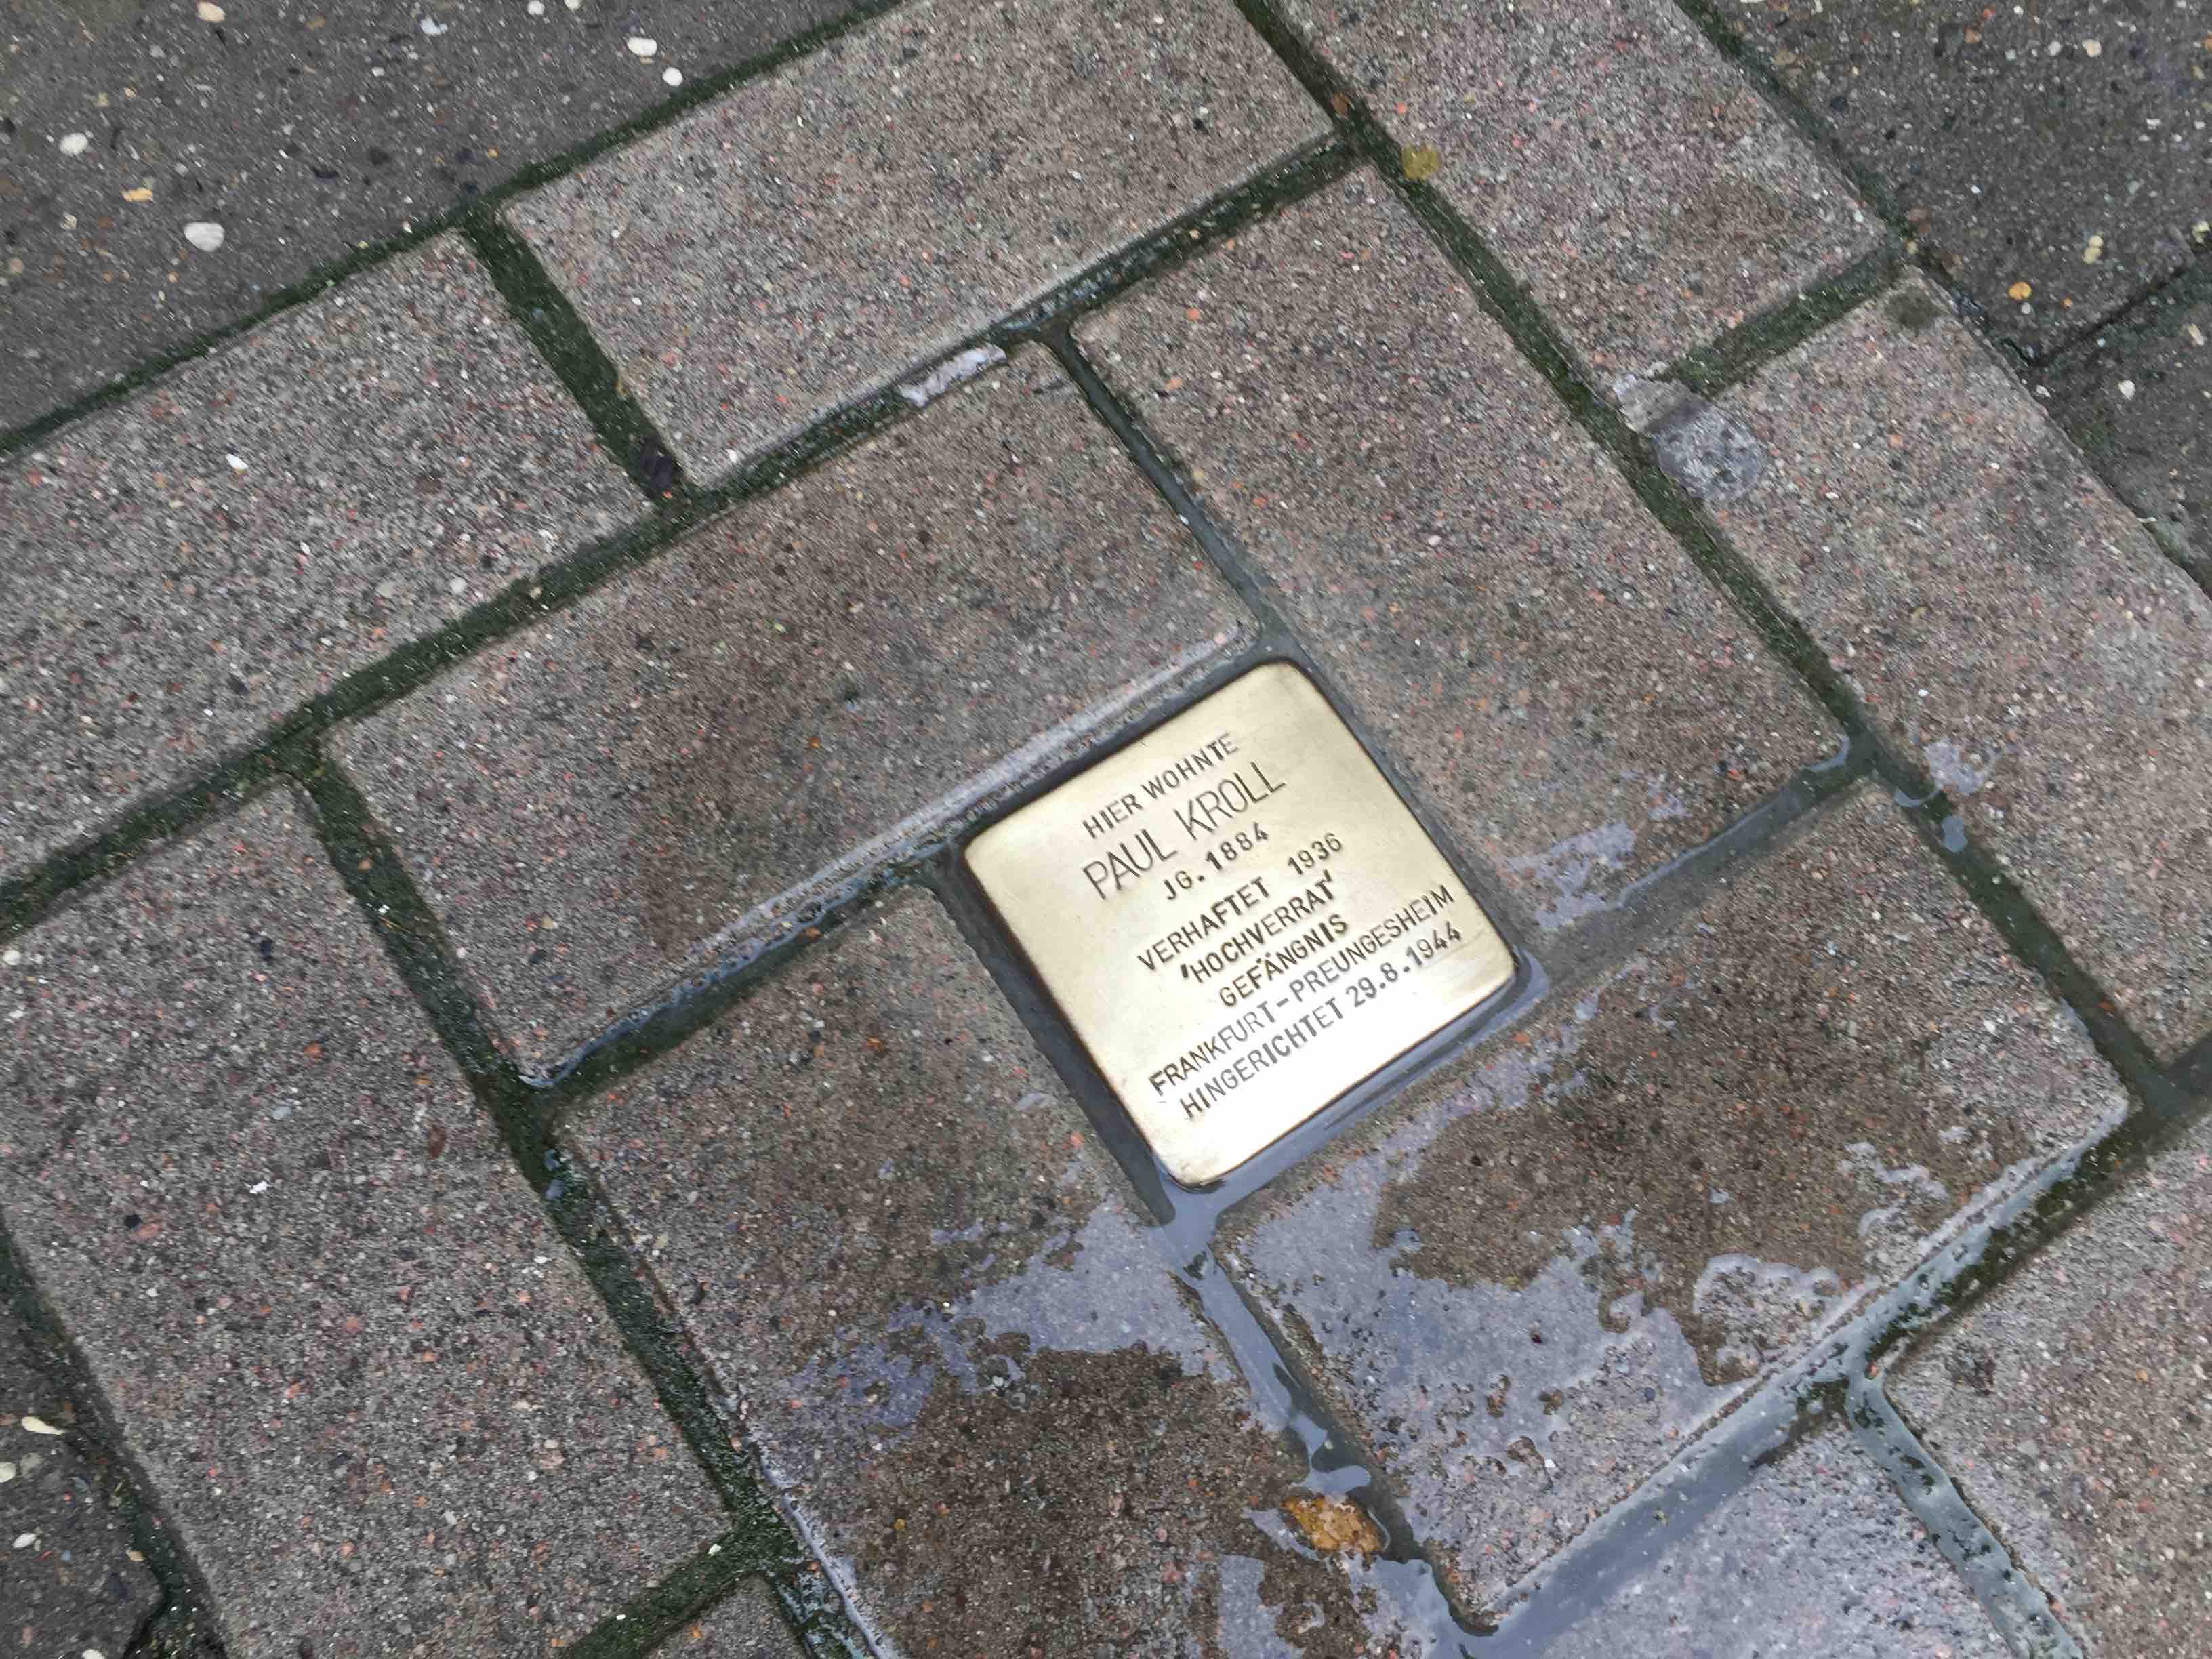 HIER WOHNTE
PAUL KROLL
JG. 1884
VERHAFTET 1936
'HOCHVERRAT'
GEFÄNGNIS
FRANKFURT-PREUNGESHEIM
HINGERICHTET 29.8.1944